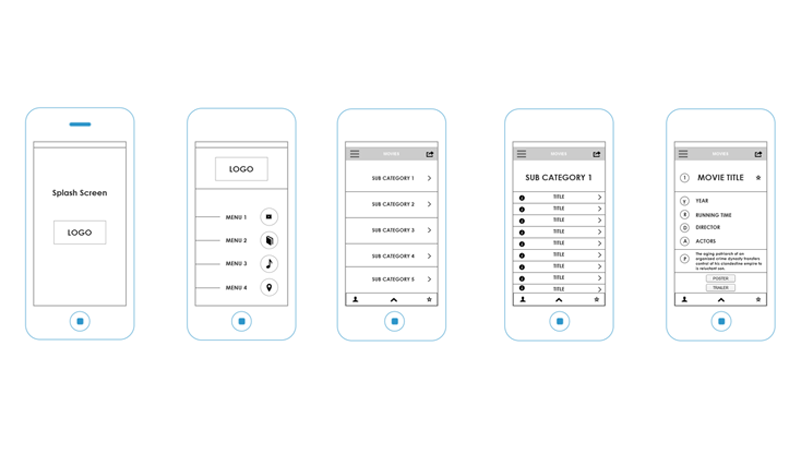 Splash Screen
LOGO
LOGO
MENU 1
MENU 2
MENU 3
MENU 4
MOVIES
SUB CATEGORY 1
SUB CATEGORY 2
SUB CATEGORY 3
SUB CATEGORY 4
SUB CATEGORY 5
MOVIES
SUB CATEGORY 1
TITLE
TITLE
TITLE
TITLE
TITLE
TITLE
TITLE
TITLE
TITLE
MOVIES
MOVIE TITLE
YEAR
R RUNNING TIME
D DIRECTOR
A ACTORS
P The aging patriarch of an
organized crime dynasty transfers
control of his clandestine empire to
is reluctant son.
POSTER
TRAILER